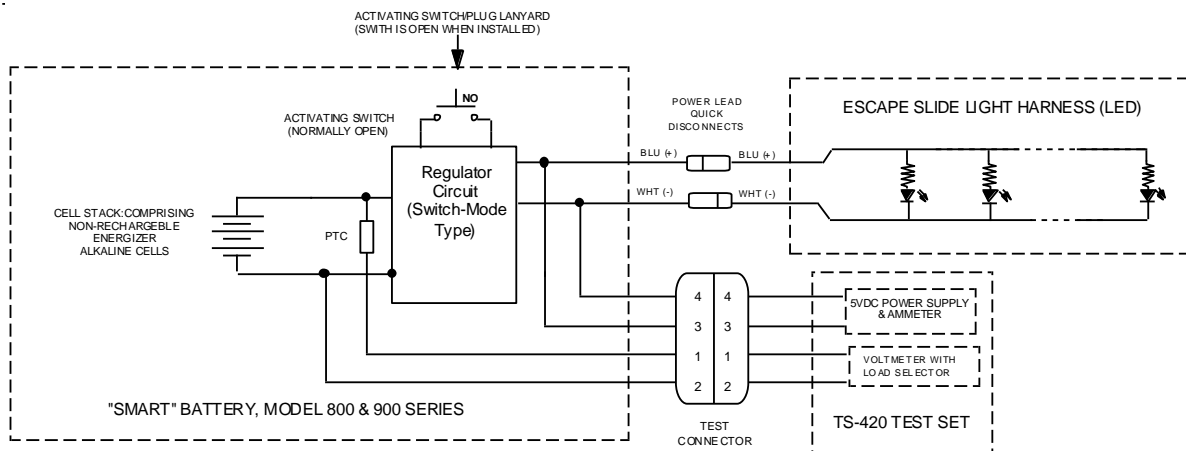 ACTIVATING SWITCH/PLUG LANYARD
(SWITH IS OPEN WHEN INSTALLED)
NO
ACTIVATING SWITCH
(NORMALLY OPEN)
Regulator
Circuit
(Switch-Mode
Type)
CELL STACK:COMPRISING
NON-RECHARGEBLE
ENERGIZER
ALKALINE CELLS
PTC
"SMART" BATTERY, MODEL 800 & 900 SERIES
POWER LEAD
QUICK
DISCONNECTS
BLU (+)
BLU (+)
WHT (-)
WHT (-)
ESCAPE SLIDE LIGHT HARNESS (LED)
4 4
3 3
1 1
2 2
TEST
CONNECTOR
5VDC POWER SUPPLY
& AMMETER
VOLTMETER WITH
LOAD SELECTOR
TS-420 TEST SET